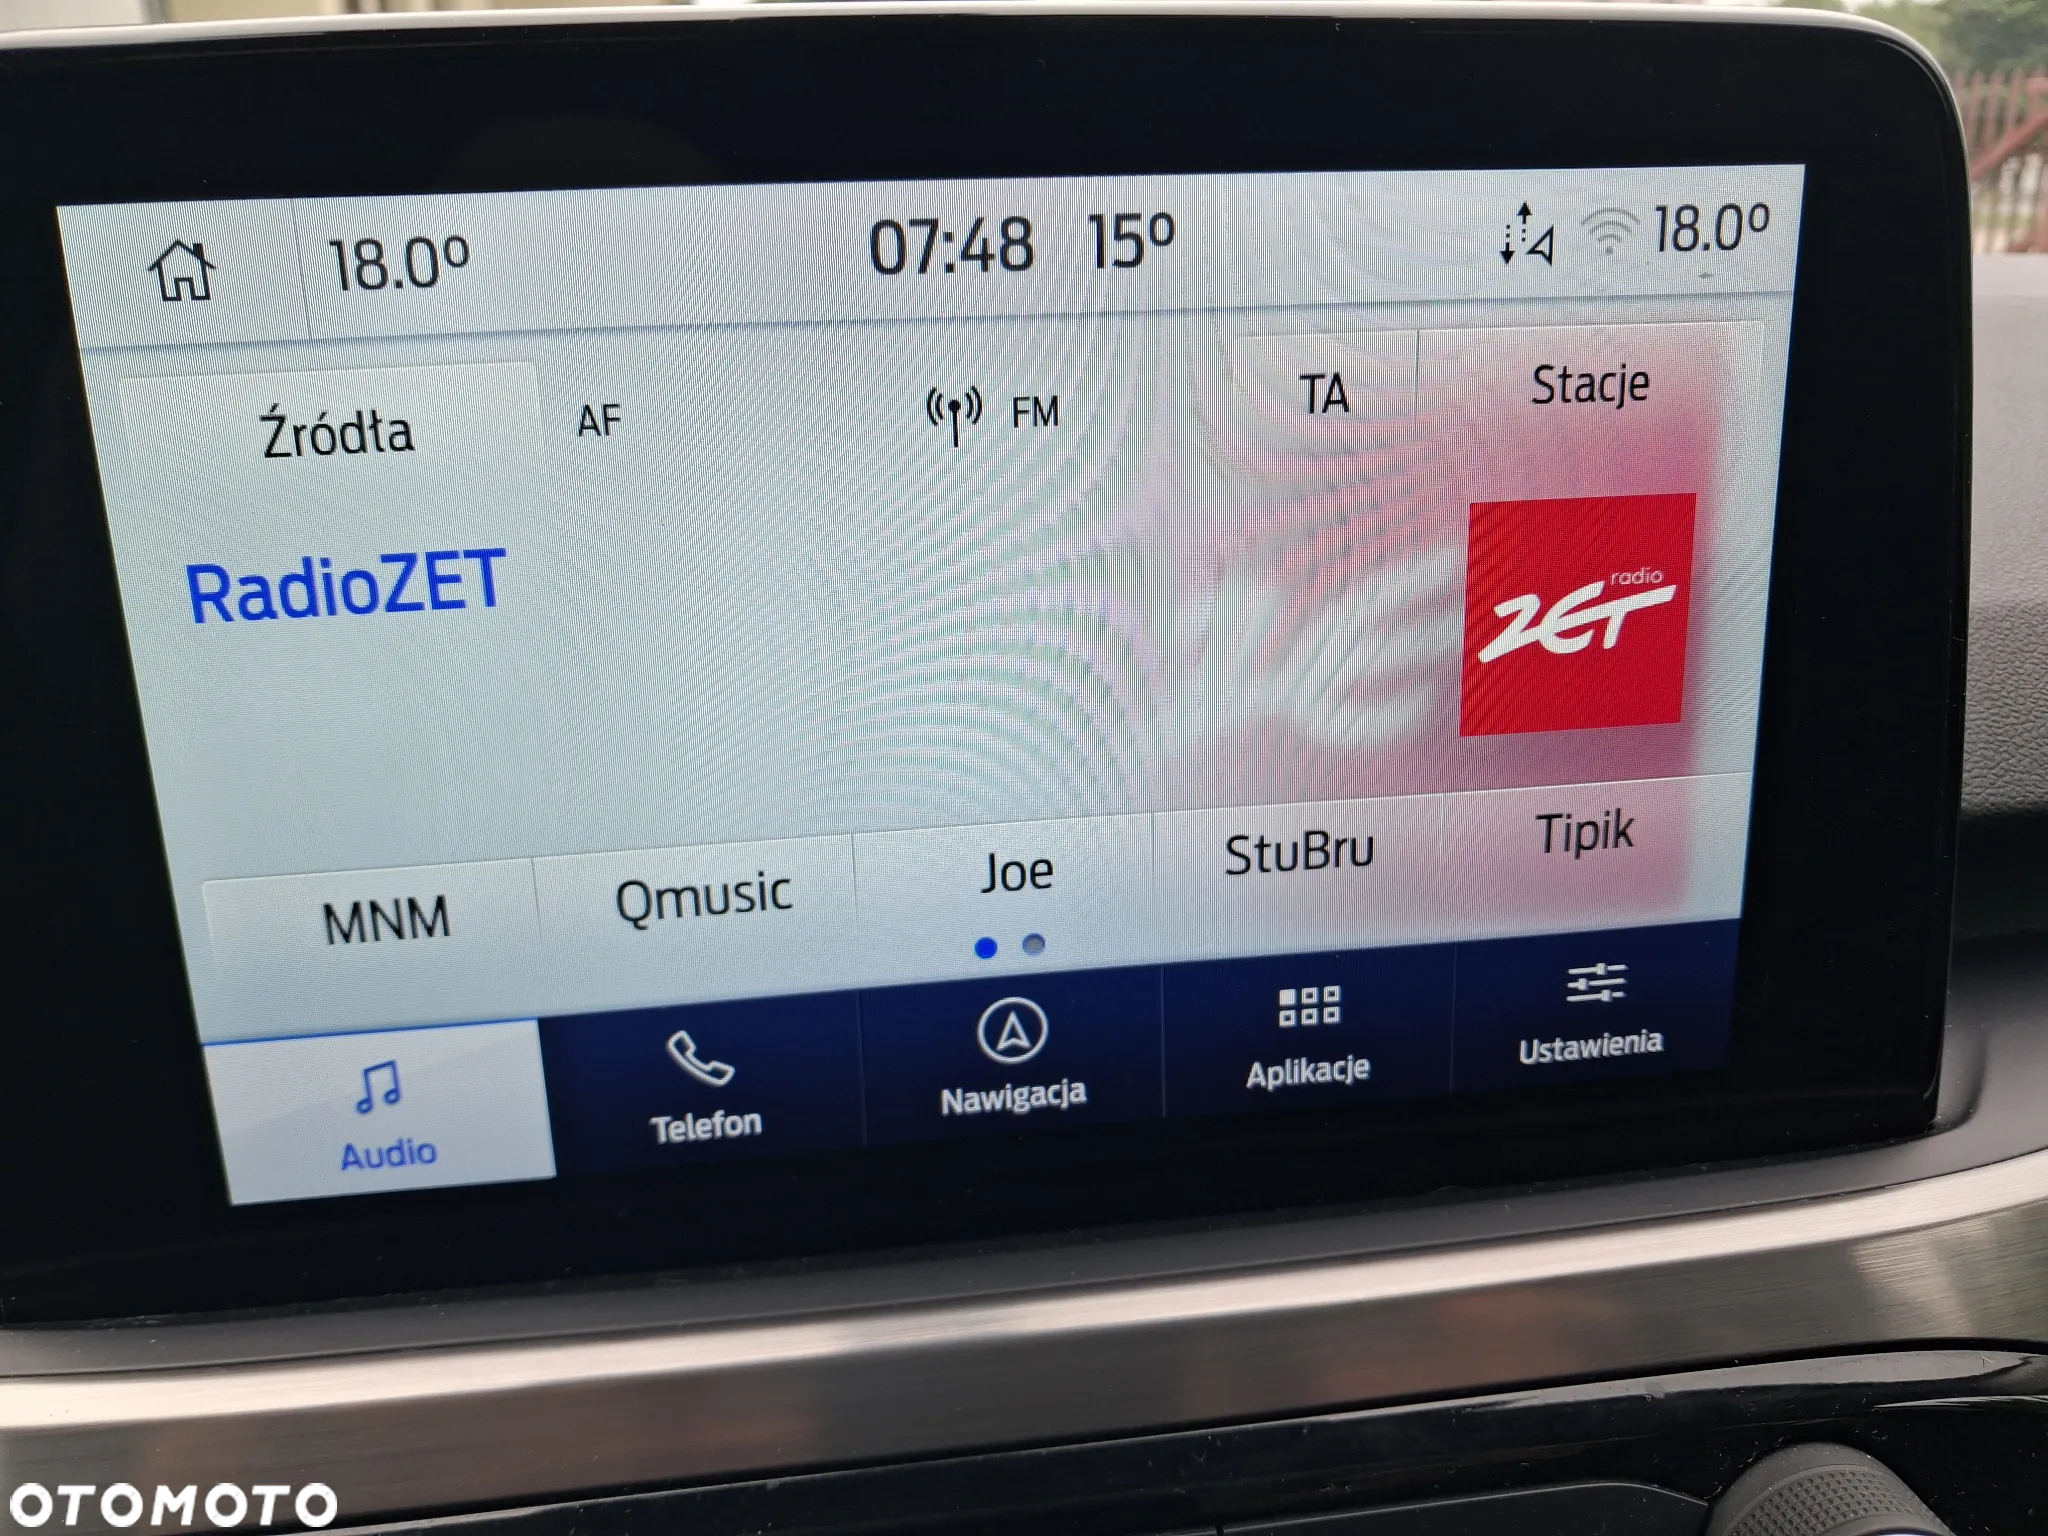 18.0° 07:48 15° 18.0°
Źródła AF FM TA Stacje
RadioZET
radio
ZET
MNM Qmusic Joe StuBru Tipik
Audio Telefon Nawigacja Aplikacje Ustawienia
OTOMOTO